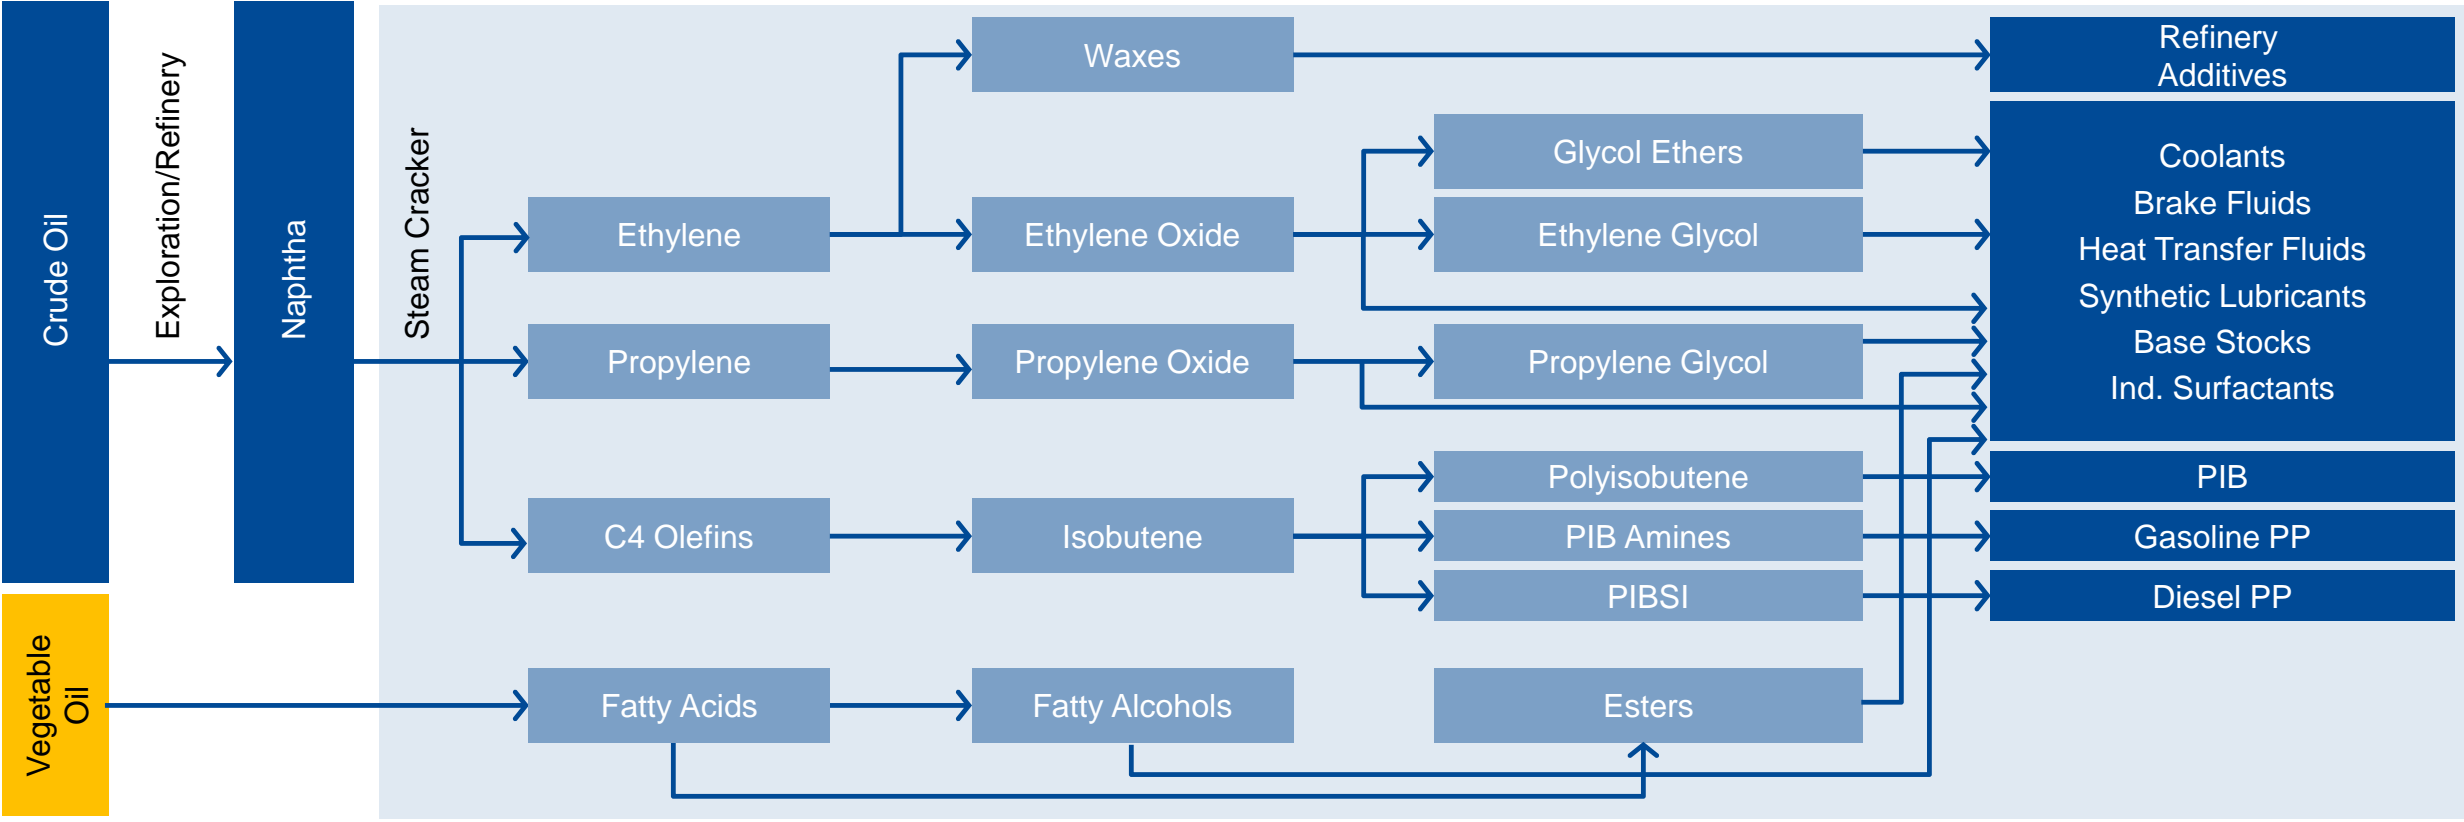 Crude Oil
Exploration/Refinery
Naphtha
Steam Cracker
Waxes
Refinery
Additives
Glycol Ethers
Ethylene
Ethylene Oxide
Ethylene Glycol
Coolants
Brake Fluids
Heat Transfer Fluids
Synthetic Lubricants
Base Stocks
Ind. Surfactants
Propylene
Propylene Oxide
Propylene Glycol
Polyisobutene
PIB
C4 Olefins
Isobutene
PIB Amines
Gasoline PP
PIBSI
Diesel PP
Vegetable
Oil
Fatty Acids
Fatty Alcohols
Esters